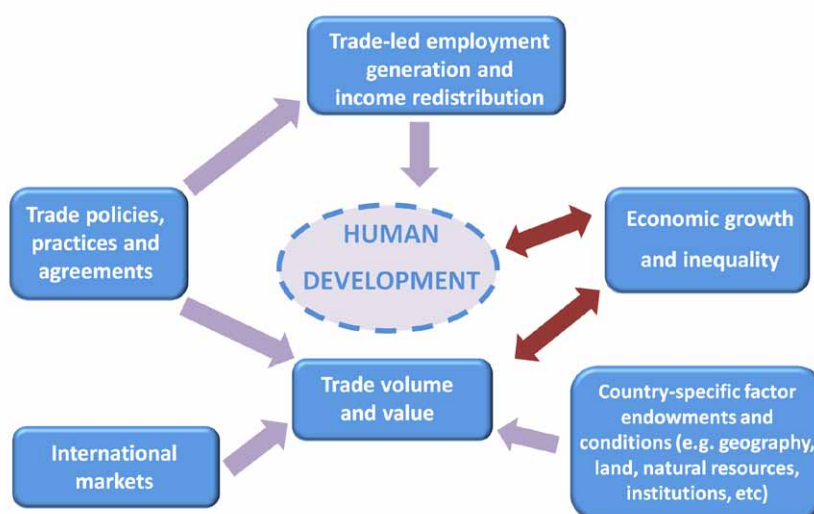 Trade-led employment
generation and
income redistribution
Trade policies,
practices and
agreements
HUMAN
DEVELOPMENT
Economic growth
and inequality
Trade volume
and value
International
markets
Country-specific factor
endowments and
conditions (e.g. geography,
land, natural resources,
institutions, etc)